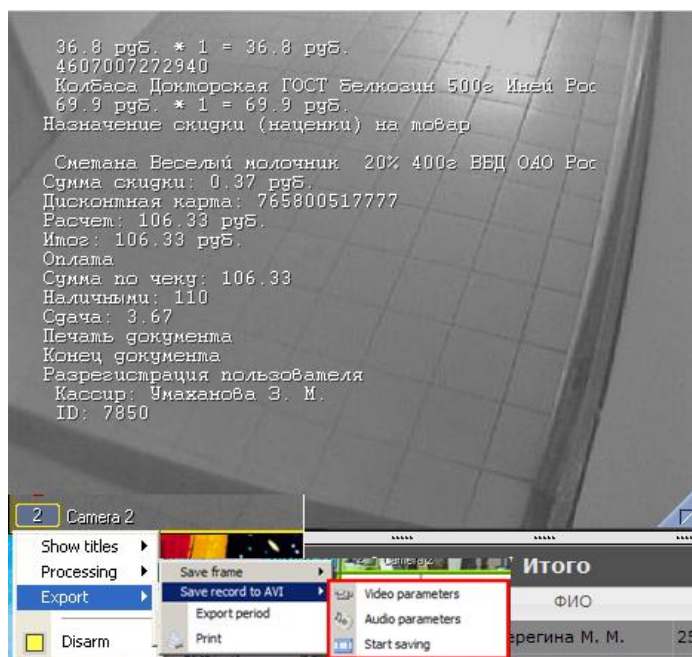 36.8 руб. * 1 = 36.8 руб.
4607007272940
Колбаса Докторская ГОСТ Белкозин 500г Иней Рос
69.9 руб. * 1 = 69.9 руб.
Назначение скидки (наценки) на товар
Сметана Веселый молочник 20% 400г ВБД ОАО Рос
Сумма скидки: 0.37 руб.
Дисконтная карта: 765800517777
Расчет: 106.33 руб.
Итог: 106.33 руб.
Оплата
Сумма по чеку: 106.33
Наличными: 110
Сдача: 3.67
Печать документа
Конец документа
Разрегистрация пользователя
Кассир: Умаханова З. М.
ID: 7850
2 Camera 2
Show titles
Processing
Export
Disarm
Save frame
Save record to AVI
Export period
Print
Video parameters
Audio parameters
Start saving
Camera 2
Итого
ФИО
ерегина М. М. 25